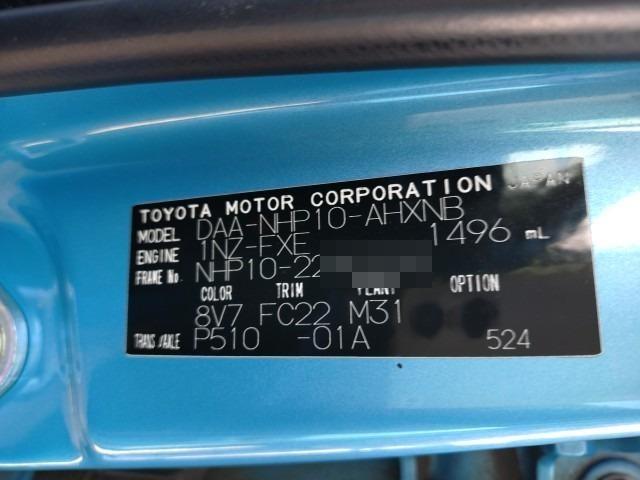 TOYOTA MOTOR CORPORATION JAPAN
MODEL DAA-NHP10-AHXNB
ENGINE 1NZ-FXE 1496 mL
FRAME No. NHP10-22
COLOR TRIM PLANT OPTION
8V7 FC22 M31
TRANS/AXLE P510 -01A 524